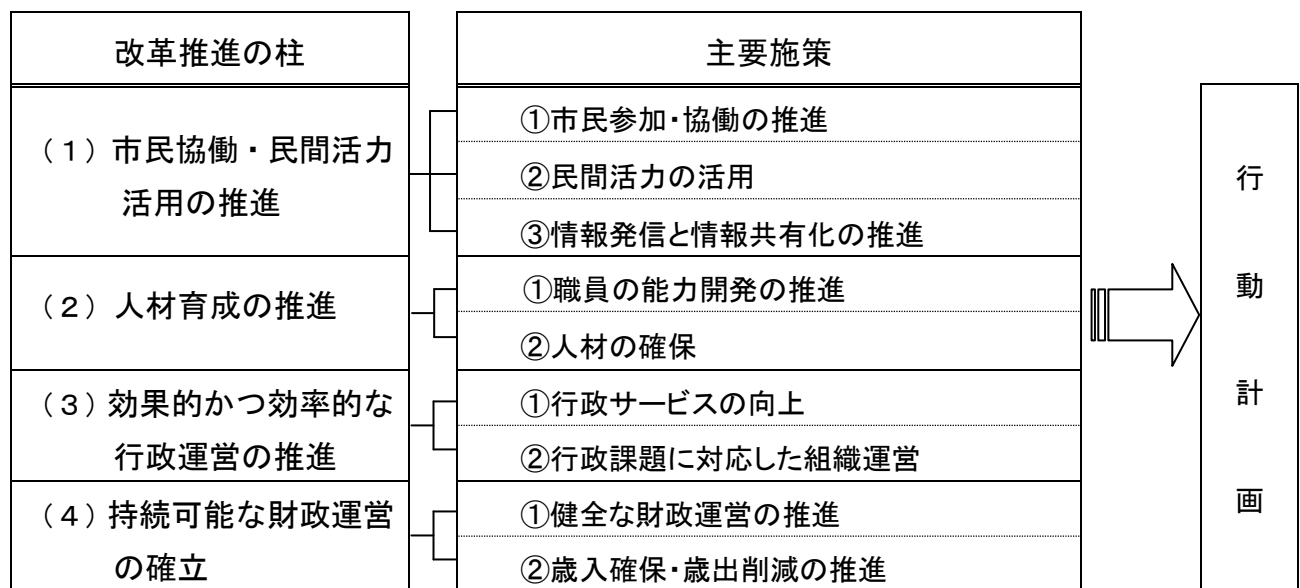 改革推進の柱
主要施策
（１）市民協働・民間活力
活用の推進
①市民参加・協働の推進
②民間活力の活用
③情報発信と情報共有化の推進
（２）人材育成の推進
①職員の能力開発の推進
②人材の確保
（３）効果的かつ効率的な
行政運営の推進
①行政サービスの向上
②行政課題に対応した組織運営
（４）持続可能な財政運営
の確立
①健全な財政運営の推進
②歳入確保・歳出削減の推進
行動計画